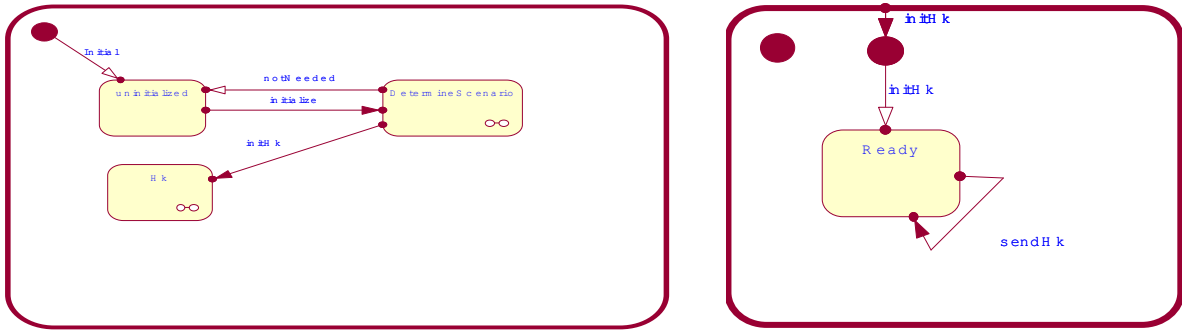 Initial
uninitialized
notNeeded
initialize
DetermineScenario
initHk
Hk
initHk
initHk
Ready
sendHk